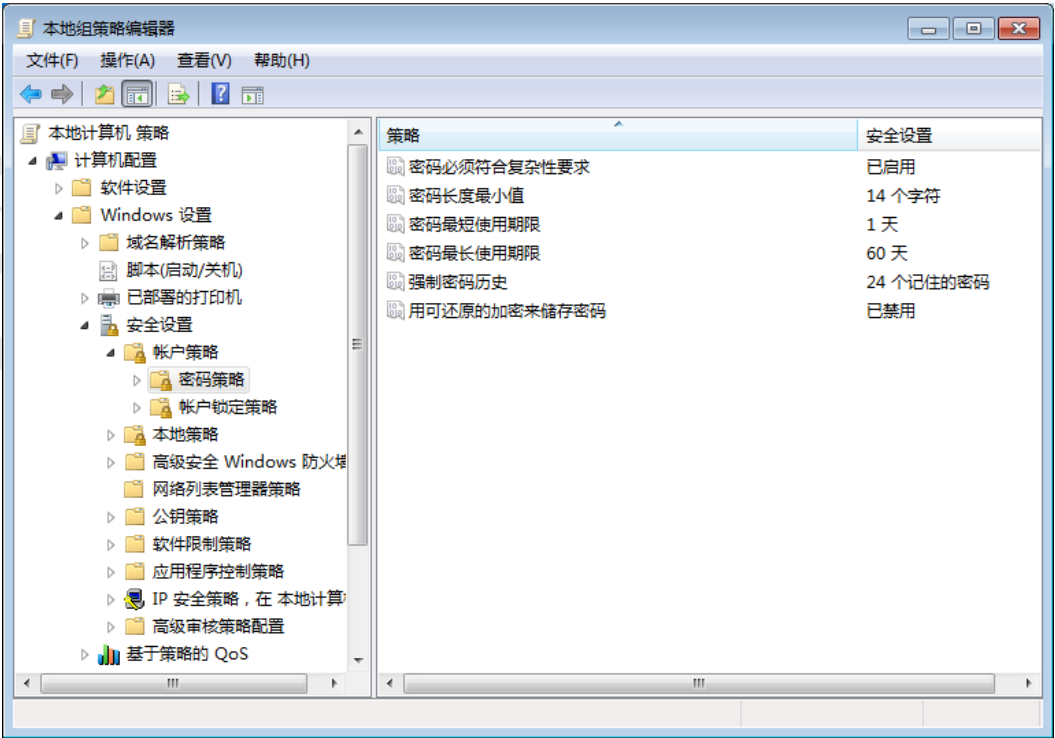 本地组策略编辑器
文件(F) 操作(A) 查看(V) 帮助(H)
本地计算机 策略
计算机配置
软件设置
Windows 设置
域名解析策略
脚本(启动/关机)
已部署的打印机
安全设置
帐户策略
密码策略
帐户锁定策略
本地策略
高级安全 Windows 防火墙
网络列表管理器策略
公钥策略
软件限制策略
应用程序控制策略
IP 安全策略，在 本地计算
高级审核策略配置
基于策略的 QoS
策略 安全设置
密码必须符合复杂性要求 已启用
密码长度最小值 14 个字符
密码最短使用期限 1 天
密码最长使用期限 60 天
强制密码历史 24 个记住的密码
用可还原的加密来储存密码 已禁用